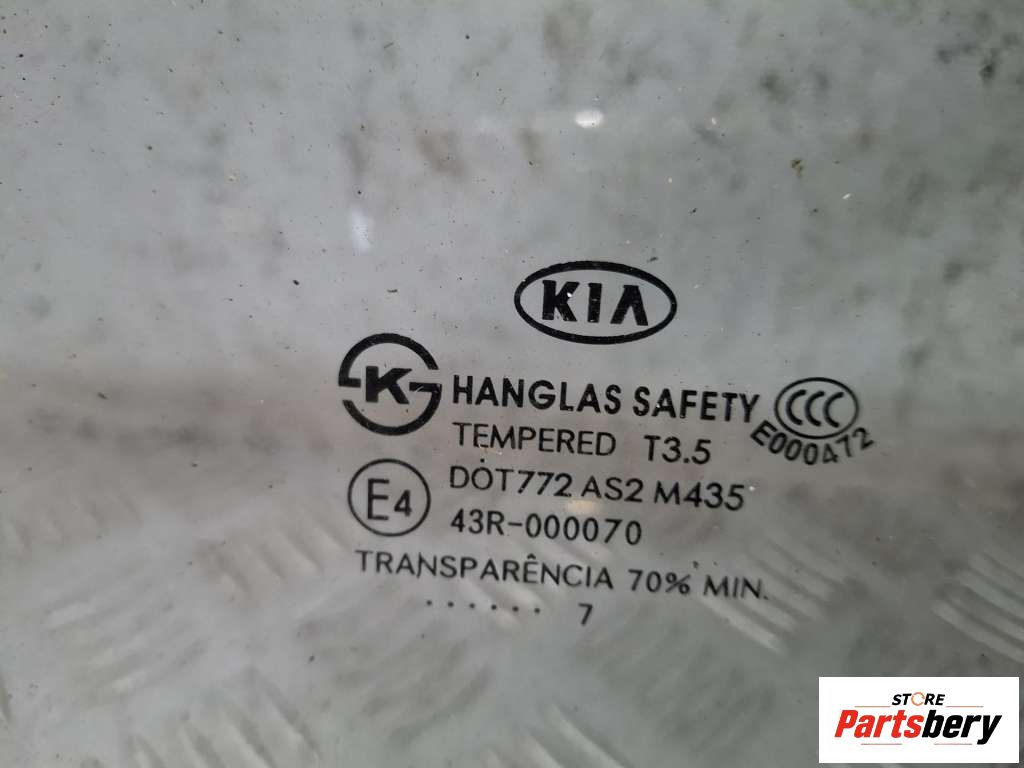 KIA
K HANGLAS SAFETY CCC
E000472
TEMPERED T3.5
DOT772 AS2 M435
E4
43R-000070
TRANSPARÊNCIA 70% MIN.
...... 7
STORE
Partsbery